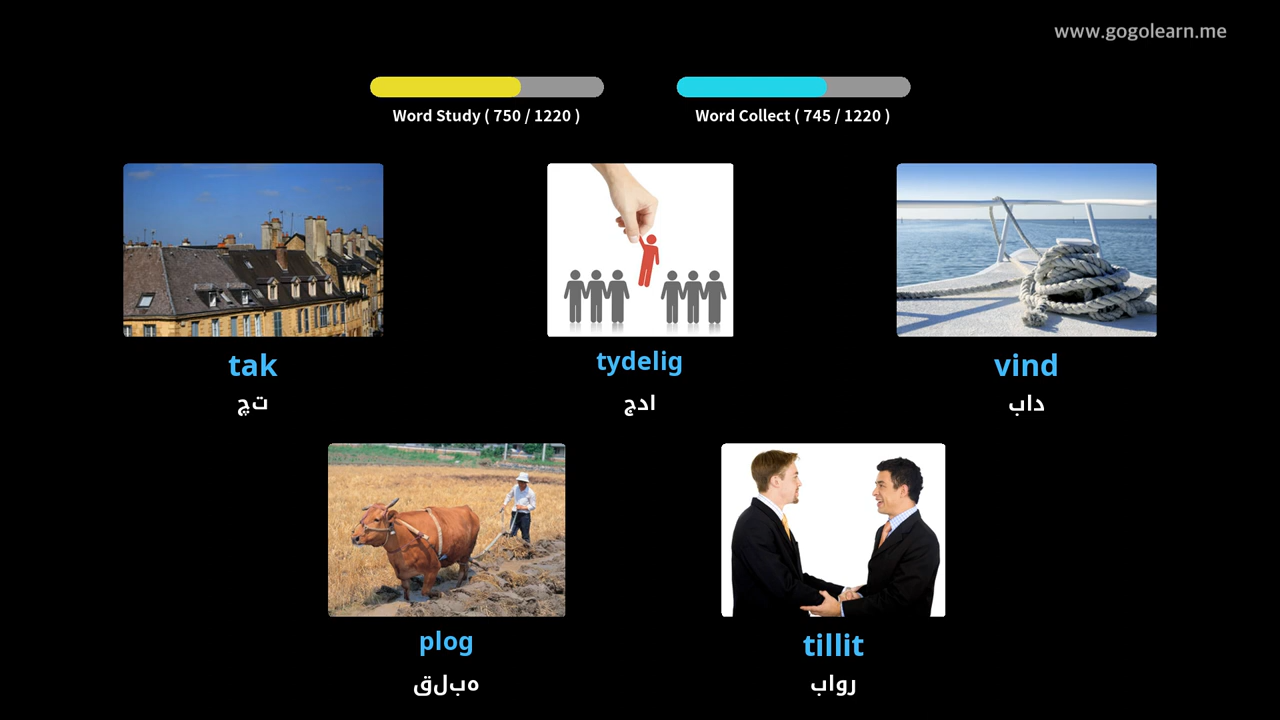 www.gogolearn.me
Word Study ( 750 / 1220 )
Word Collect ( 745 / 1220 )
tak
تچ
tydelig
ادج
vind
داب
plog
هبلق
tillit
رواب